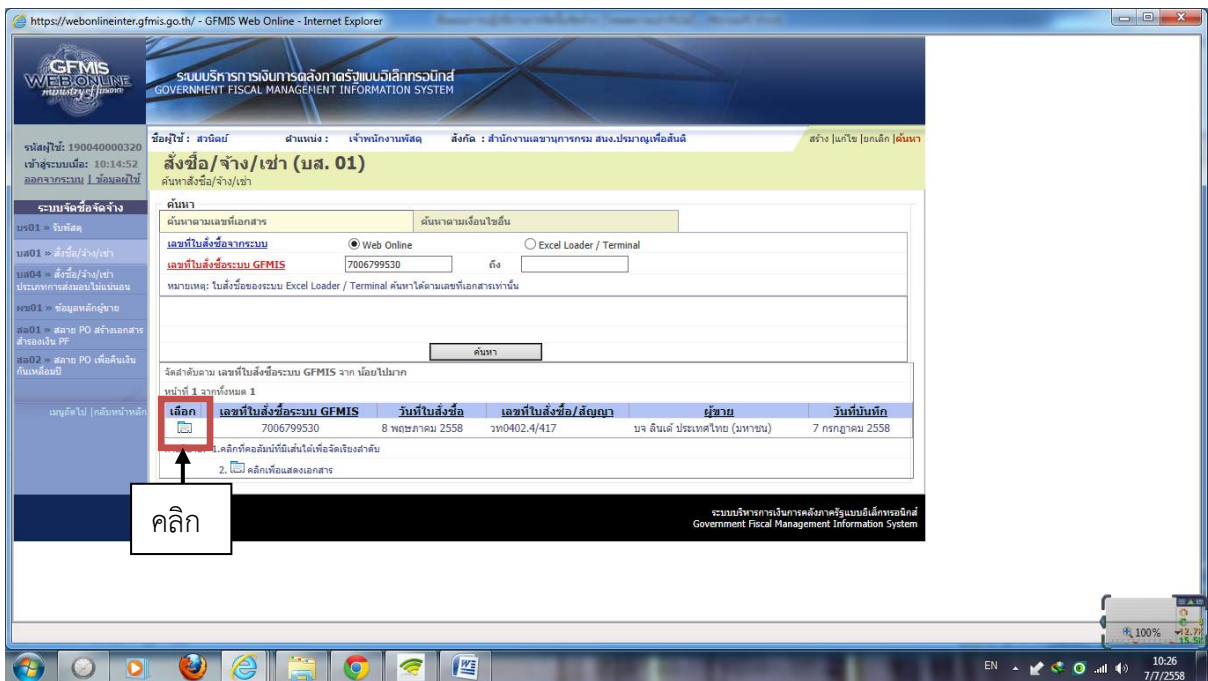 https://webonlineinter.gfmis.go.th/ - GFMIS Web Online - Internet Explorer
GFMIS
WEB ONLINE
ministry of finance
ระบบบริหารการเงินการคลังภาครัฐแบบอิเล็กทรอนิกส์
GOVERNMENT FISCAL MANAGEMENT INFORMATION SYSTEM
รหัสผู้ใช้: 190040000320
เข้าสู่ระบบเมื่อ: 10:14:52
ออกจากระบบ | ข้อมูลผู้ใช้
ชื่อผู้ใช้ : สวนิตย์ ตำแหน่ง : เจ้าพนักงานพัสดุ สังกัด : สำนักงานเลขานุการกรม สนง.ปรมาณูเพื่อสันติ
สร้าง |แก้ไข |ยกเลิก |ค้นหา
สั่งซื้อ/จ้าง/เช่า (บส. 01)
ค้นหาสั่งซื้อ/จ้าง/เช่า
ระบบจัดซื้อจัดจ้าง
บร01 » รับพัสดุ
บส01 » สั่งซื้อ/จ้าง/เช่า
บส04 » สั่งซื้อ/จ้าง/เช่า
ประเภทการส่งมอบไม่แน่นอน
ผข01 » ข้อมูลหลักผู้ขาย
สล01 » สลาย PO สร้างเอกสาร
สำรองเงิน PF
สล02 » สลาย PO เพื่อคืนเงิน
กันเหลื่อมปี
เมนูถัดไป |กลับหน้าหลัก
ค้นหา
ค้นหาตามเลขที่เอกสาร ค้นหาตามเงื่อนไขอื่น
เลขที่ใบสั่งซื้อจากระบบ Web Online Excel Loader / Terminal
เลขที่ใบสั่งซื้อระบบ GFMIS 7006799530 ถึง
หมายเหตุ: ใบสั่งซื้อของระบบ Excel Loader / Terminal ค้นหาได้ตามเลขที่เอกสารเท่านั้น
ค้นหา
จัดลำดับตาม เลขที่ใบสั่งซื้อระบบ GFMIS จาก น้อยไปมาก
หน้าที่ 1 จากทั้งหมด 1
เลือก เลขที่ใบสั่งซื้อระบบ GFMIS วันที่ใบสั่งซื้อ เลขที่ใบสั่งซื้อ/สัญญา ผู้ขาย วันที่บันทึก
7006799530 8 พฤษภาคม 2558 วท0402.4/417 บจ ลินเด้ ประเทศไทย (มหาชน) 7 กรกฎาคม 2558
1.คลิกที่คอลัมน์ที่มีเส้นใต้เพื่อจัดเรียงลำดับ
2. คลิกเพื่อแสดงเอกสาร
คลิก
ระบบบริหารการเงินการคลังภาครัฐแบบอิเล็กทรอนิกส์
Government Fiscal Management Information System
100%
EN
10:26
7/7/2558